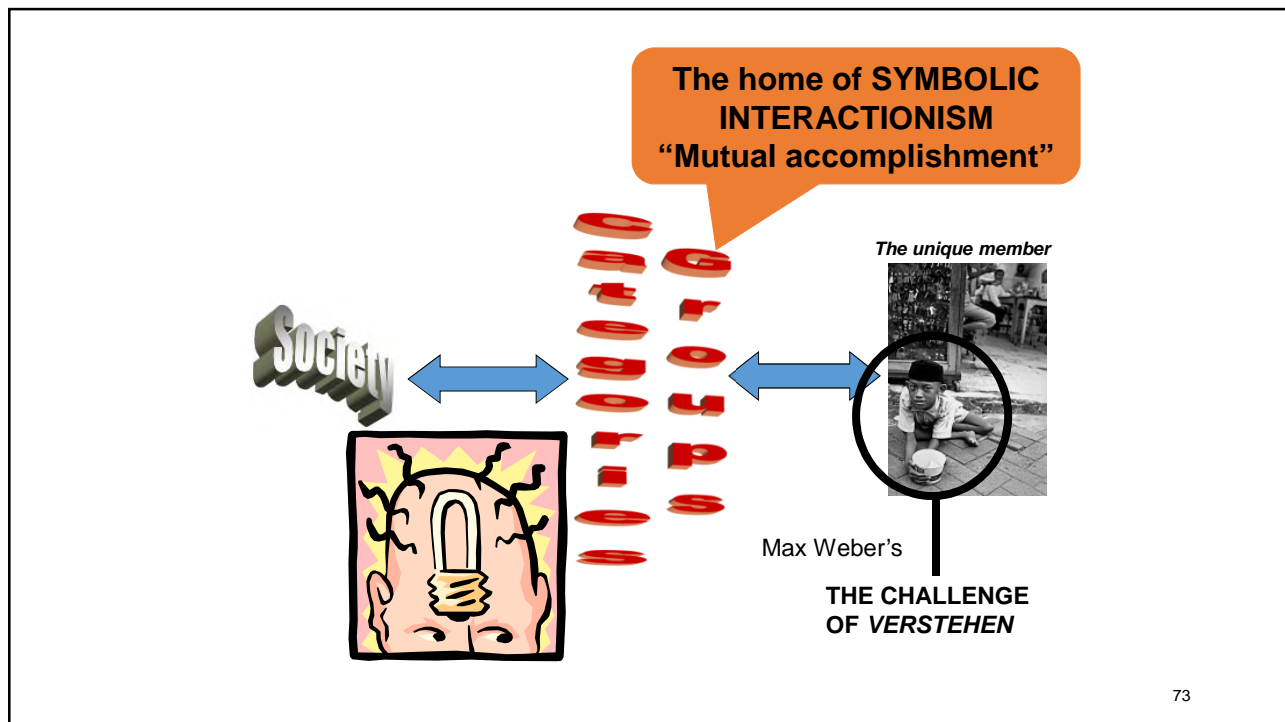 The home of SYMBOLIC
INTERACTIONISM
“Mutual accomplishment”
Society
Categories
Groups
The unique member
Max Weber’s
THE CHALLENGE
OF VERSTEHEN
73